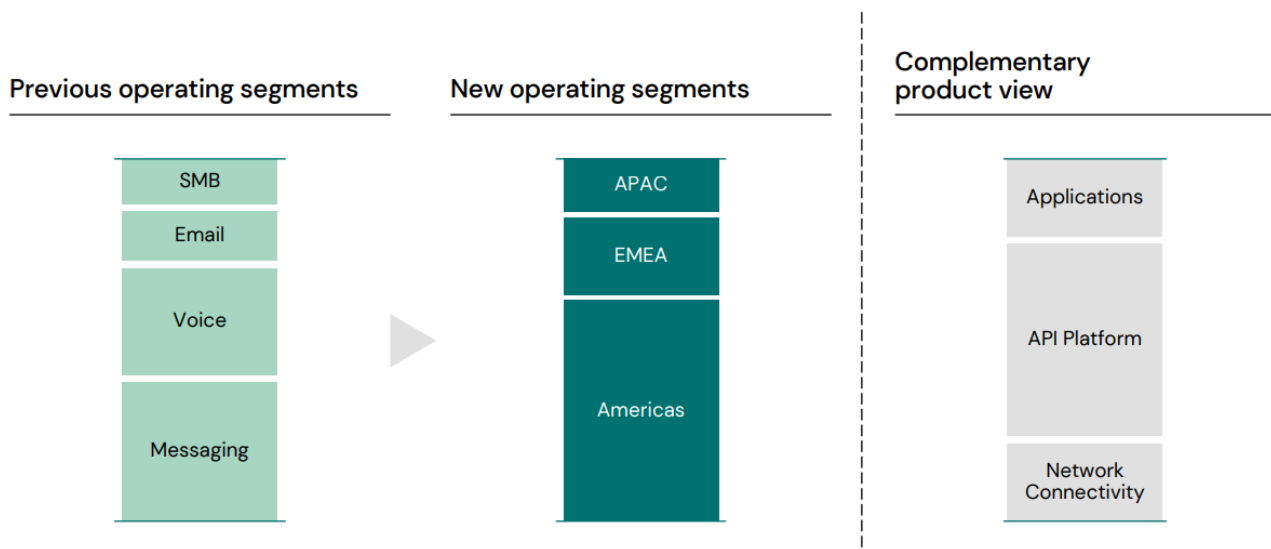 Previous operating segments
New operating segments
Complementary
product view
SMB
Email
Voice
Messaging
APAC
EMEA
Americas
Applications
API Platform
Network
Connectivity